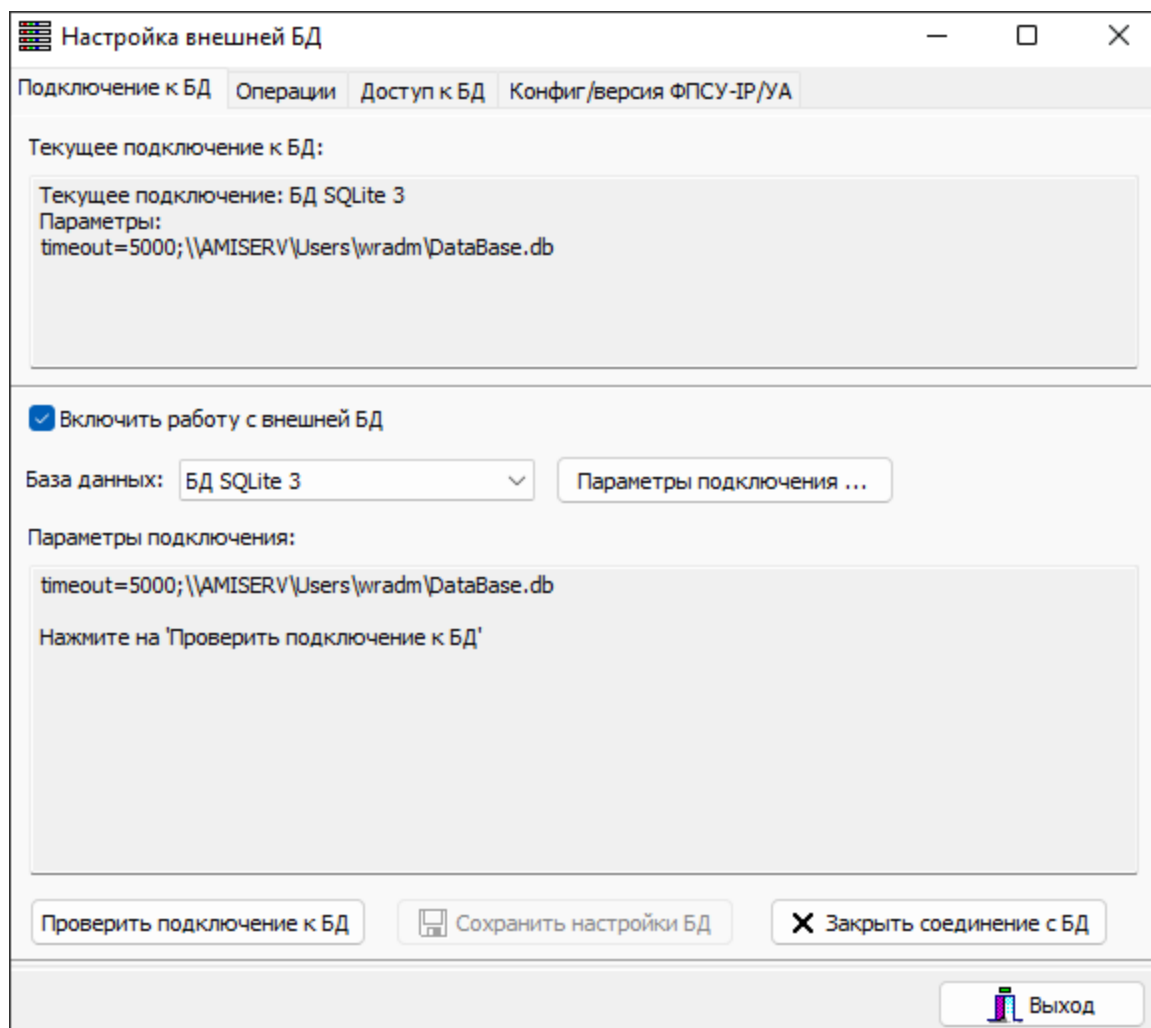 Настройка внешней БД
Подключение к БД Операции Доступ к БД Конфиг/версия ФПСУ-IP/УА
Текущее подключение к БД:
Текущее подключение: БД SQLite 3
Параметры:
timeout=5000;\\AMISERV\Users\wradm\DataBase.db
Включить работу с внешней БД
База данных: БД SQLite 3 Параметры подключения ...
Параметры подключения:
timeout=5000;\\AMISERV\Users\wradm\DataBase.db
Нажмите на 'Проверить подключение к БД'
Проверить подключение к БД Сохранить настройки БД Закрыть соединение с БД
Выход